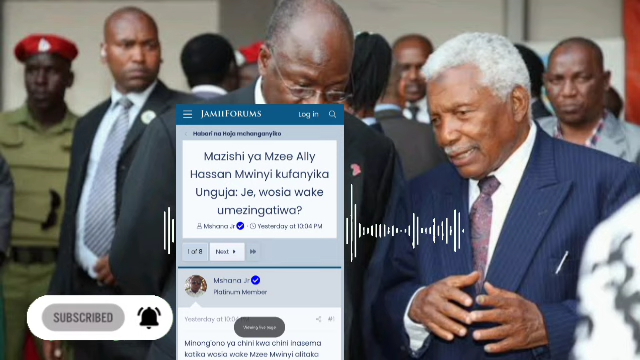 JAMIIFORUMS
Log in
Habari na Hoja mchanganyiko
Mazishi ya Mzee Ally
Hassan Mwinyi kufanyika
Unguja: Je, wosia wake
umezingatiwa?
Mshana Jr · Yesterday at 10:04 PM
1 of 8 Next
Mshana Jr
Platinum Member
Yesterday at 10:04 #1
Minong'ono ya chini kwa chini inasema
katika wosia wake Mzee Mwinyi alitaka
SUBSCRIBED